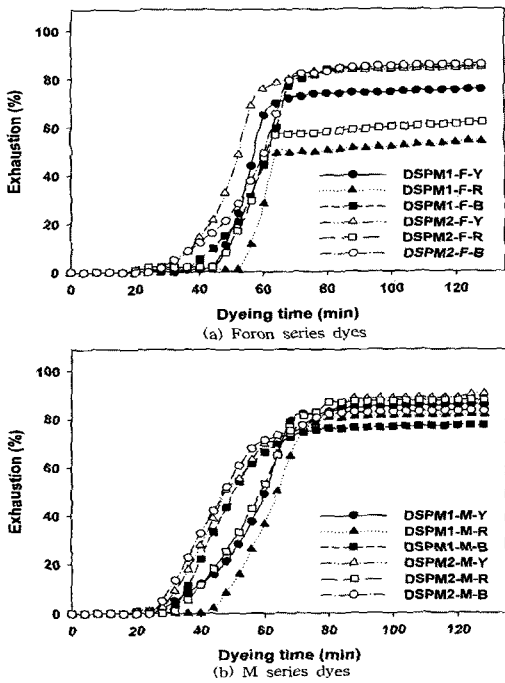 100
80
60
40
20
0
Exhaustion (%)
DSPM1-F-Y
DSPM1-F-R
DSPM1-F-B
DSPM2-F-Y
DSPM2-F-R
DSPM2-F-B
0 20 40 60 80 100 120
Dyeing time (min)
(a) Foron series dyes
100
80
60
40
20
0
Exhaustion (%)
DSPM1-M-Y
DSPM1-M-R
DSPM1-M-B
DSPM2-M-Y
DSPM2-M-R
DSPM2-M-B
0 20 40 60 80 100 120
Dyeing time (min)
(b) M series dyes